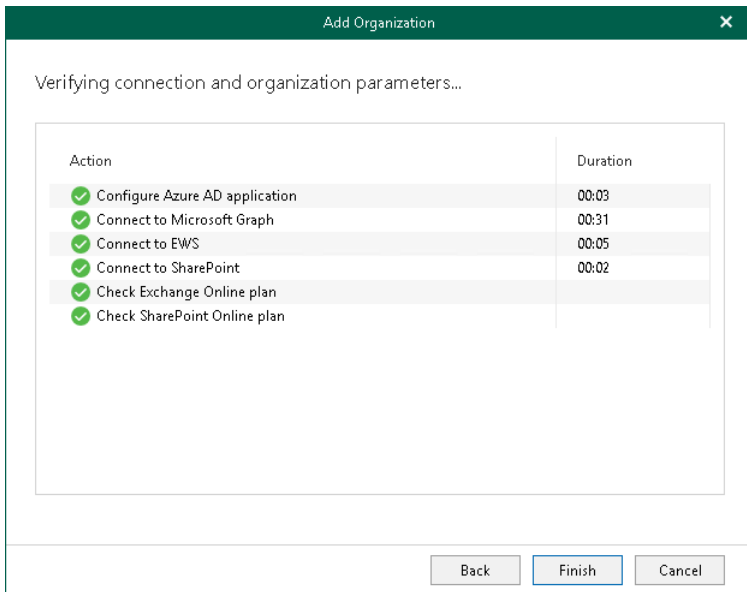 Add Organization
Verifying connection and organization parameters...
Action Duration
Configure Azure AD application 00:03
Connect to Microsoft Graph 00:31
Connect to EWS 00:05
Connect to SharePoint 00:02
Check Exchange Online plan
Check SharePoint Online plan
Back Finish Cancel